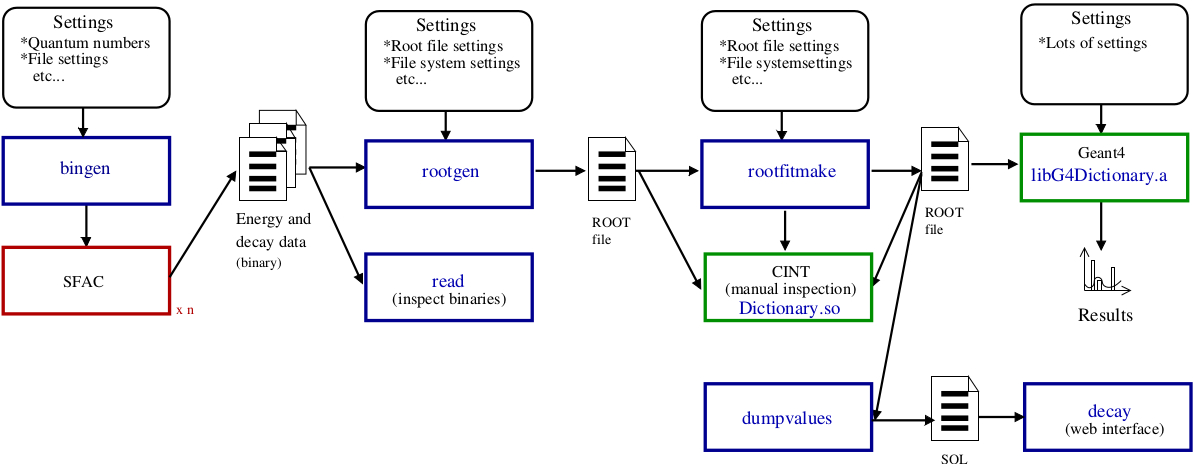 Settings
*Quantum numbers
*File settings
etc...
bingen
SFAC
x n
Energy and
decay data
(binary)
Settings
*Root file settings
*File system settings
etc...
rootgen
read
(inspect binaries)
ROOT
file
Settings
*Root file settings
*File systemsettings
etc...
rootfitmake
CINT
(manual inspection)
Dictionary.so
dumpvalues
ROOT
file
SQL
Settings
*Lots of settings
Geant4
libG4Dictionary.a
Results
decay
(web interface)